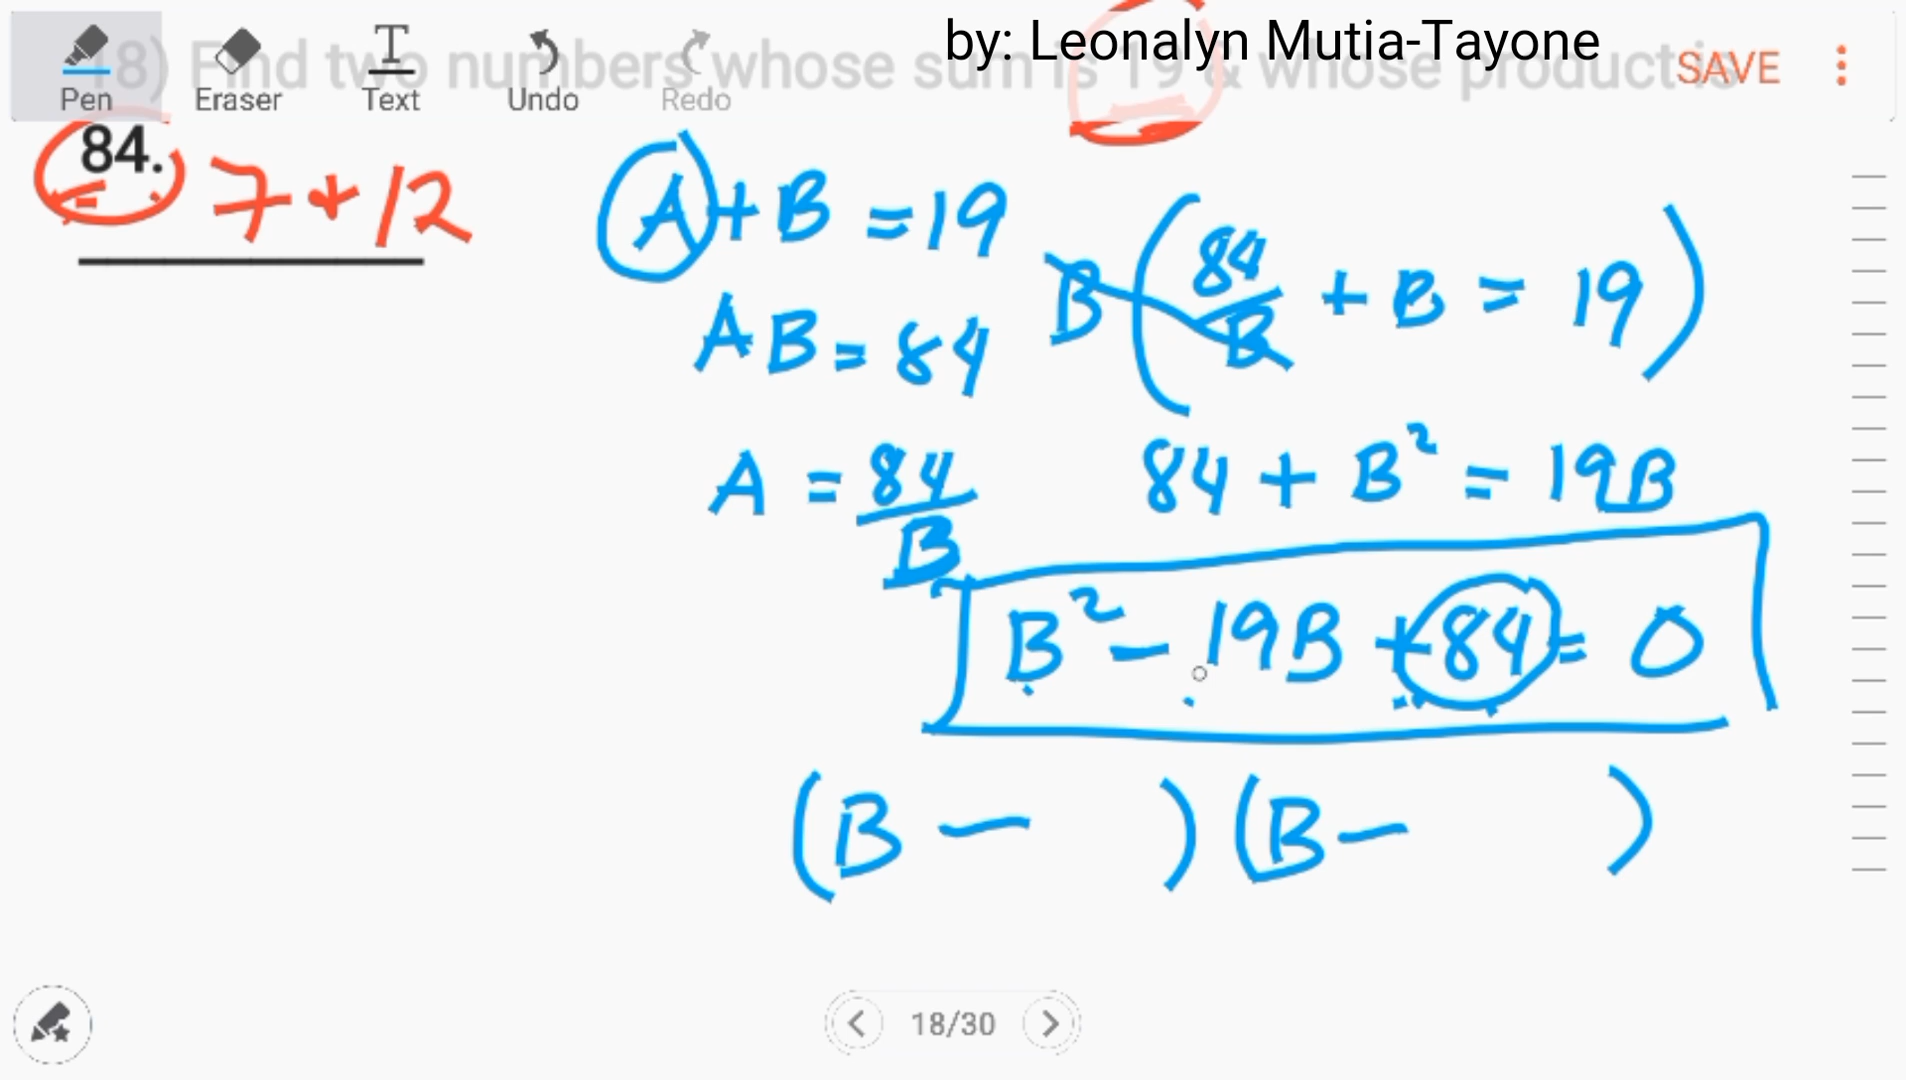 by: Leonalyn Mutia-Tayone
18) Find two numbers whose sum is 19 & whose product is
SAVE
Pen Eraser Text Undo Redo
84. 7 + 12
A + B = 19
AB = 84
A = 84/B
B(84/B + B = 19)
84 + B² = 19B
B² - 19B + 84 = 0
(B - )(B - )
18/30